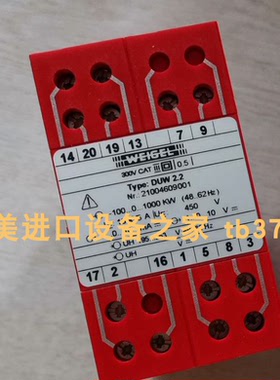 14 20 19 13 7 9
WEIGEL
300V CAT III 0.5
Type: DUW 2.2
Nr.: 21004609001
-100..0..1000 KW (48..62Hz)
450 V
10 V
UH
UH
Hz
17 2 16 1 5 8 3
美进口设备之家 tb37